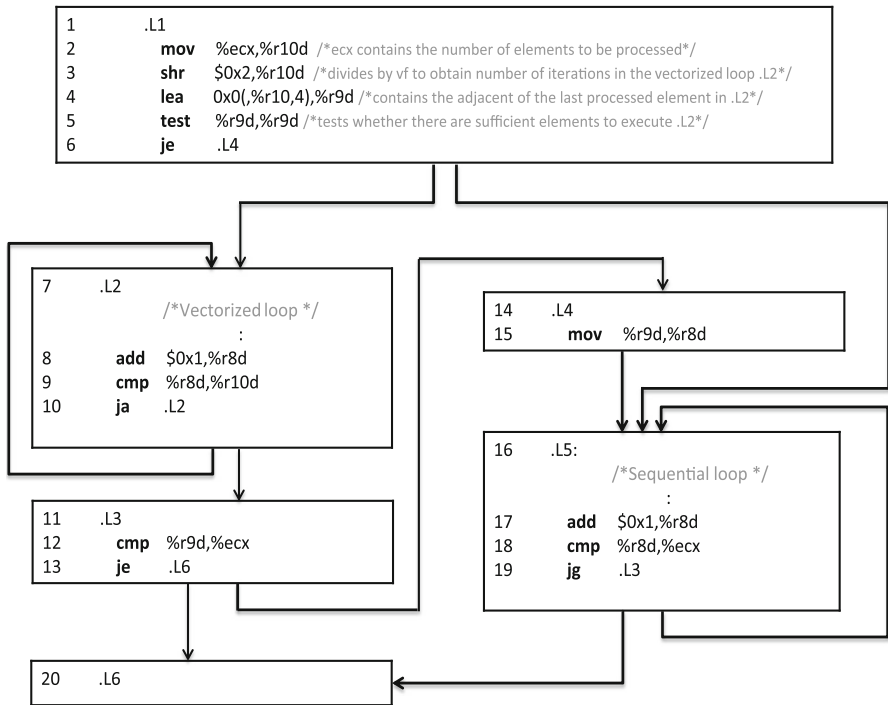 1 .L1
2 mov %ecx,%r10d /*ecx contains the number of elements to be processed*/
3 shr $0x2,%r10d /*divides by vf to obtain number of iterations in the vectorized loop .L2*/
4 lea 0x0(,%r10,4),%r9d /*contains the adjacent of the last processed element in .L2*/
5 test %r9d,%r9d /*tests whether there are sufficient elements to execute .L2*/
6 je .L4
7 .L2
/*Vectorized loop */
:
8 add $0x1,%r8d
9 cmp %r8d,%r10d
10 ja .L2
11 .L3
12 cmp %r9d,%ecx
13 je .L6
14 .L4
15 mov %r9d,%r8d
16 .L5:
/*Sequential loop */
:
17 add $0x1,%r8d
18 cmp %r8d,%ecx
19 jg .L3
20 .L6